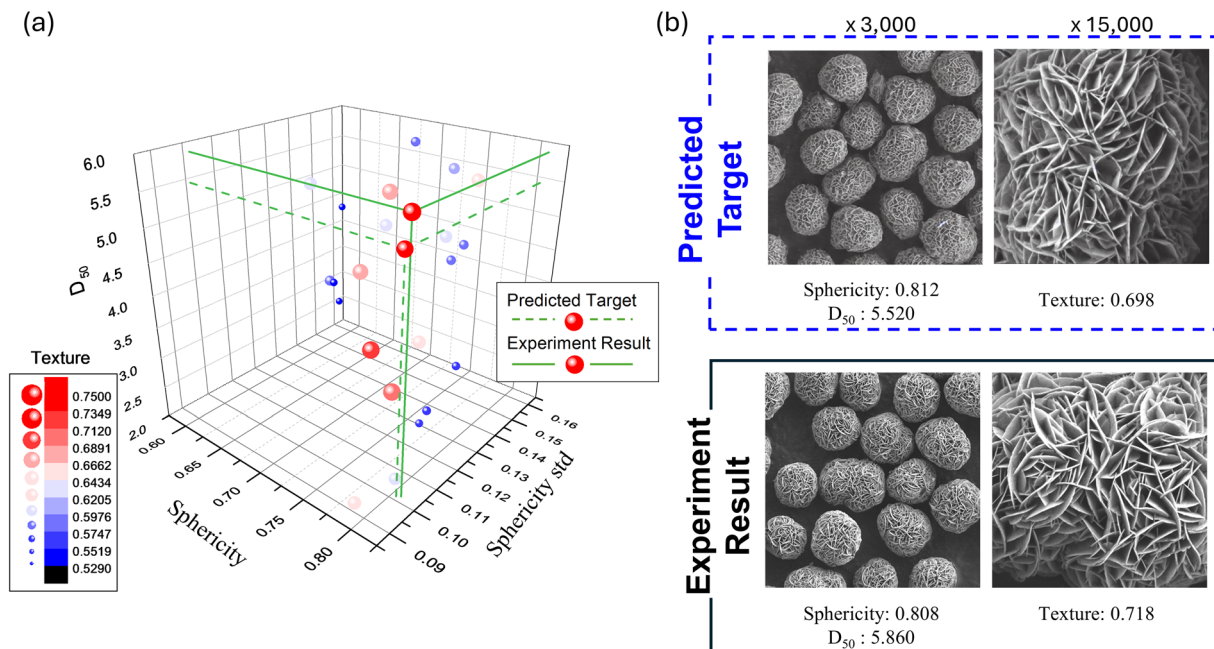 (a)
6.0
5.5
5.0
4.5
4.0
3.5
3.0
2.5
2.0
D50
0.60
0.65
0.70
0.75
0.80
Sphericity
0.09
0.10
0.11
0.12
0.13
0.14
0.15
0.16
Sphericity std
Predicted Target
Experiment Result
Texture
0.7500
0.7349
0.7120
0.6891
0.6662
0.6434
0.6205
0.5976
0.5747
0.5519
0.5290
(b)
x 3,000
x 15,000
Predicted
Target
Sphericity: 0.812
D50 : 5.520
Texture: 0.698
Experiment
Result
Sphericity: 0.808
D50 : 5.860
Texture: 0.718